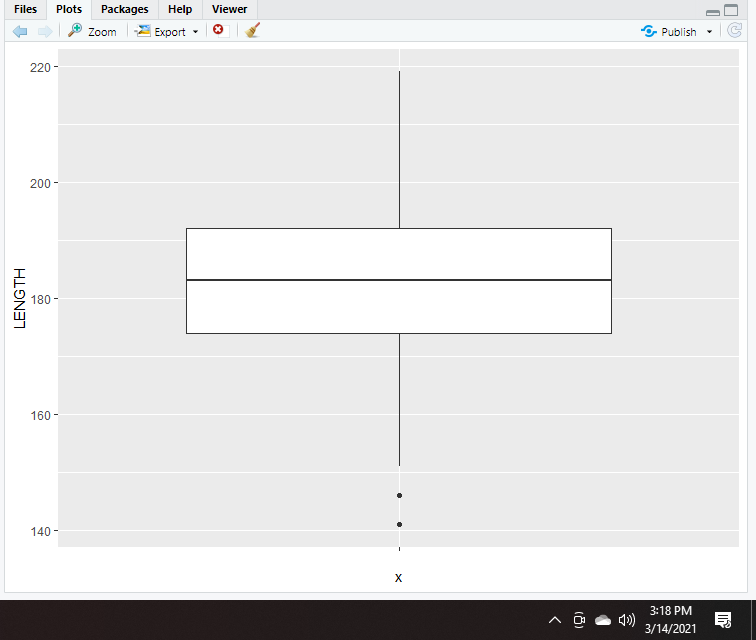 Files Plots Packages Help Viewer
Zoom Export Publish
220
200
180
160
140
LENGTH
x
3:18 PM
3/14/2021